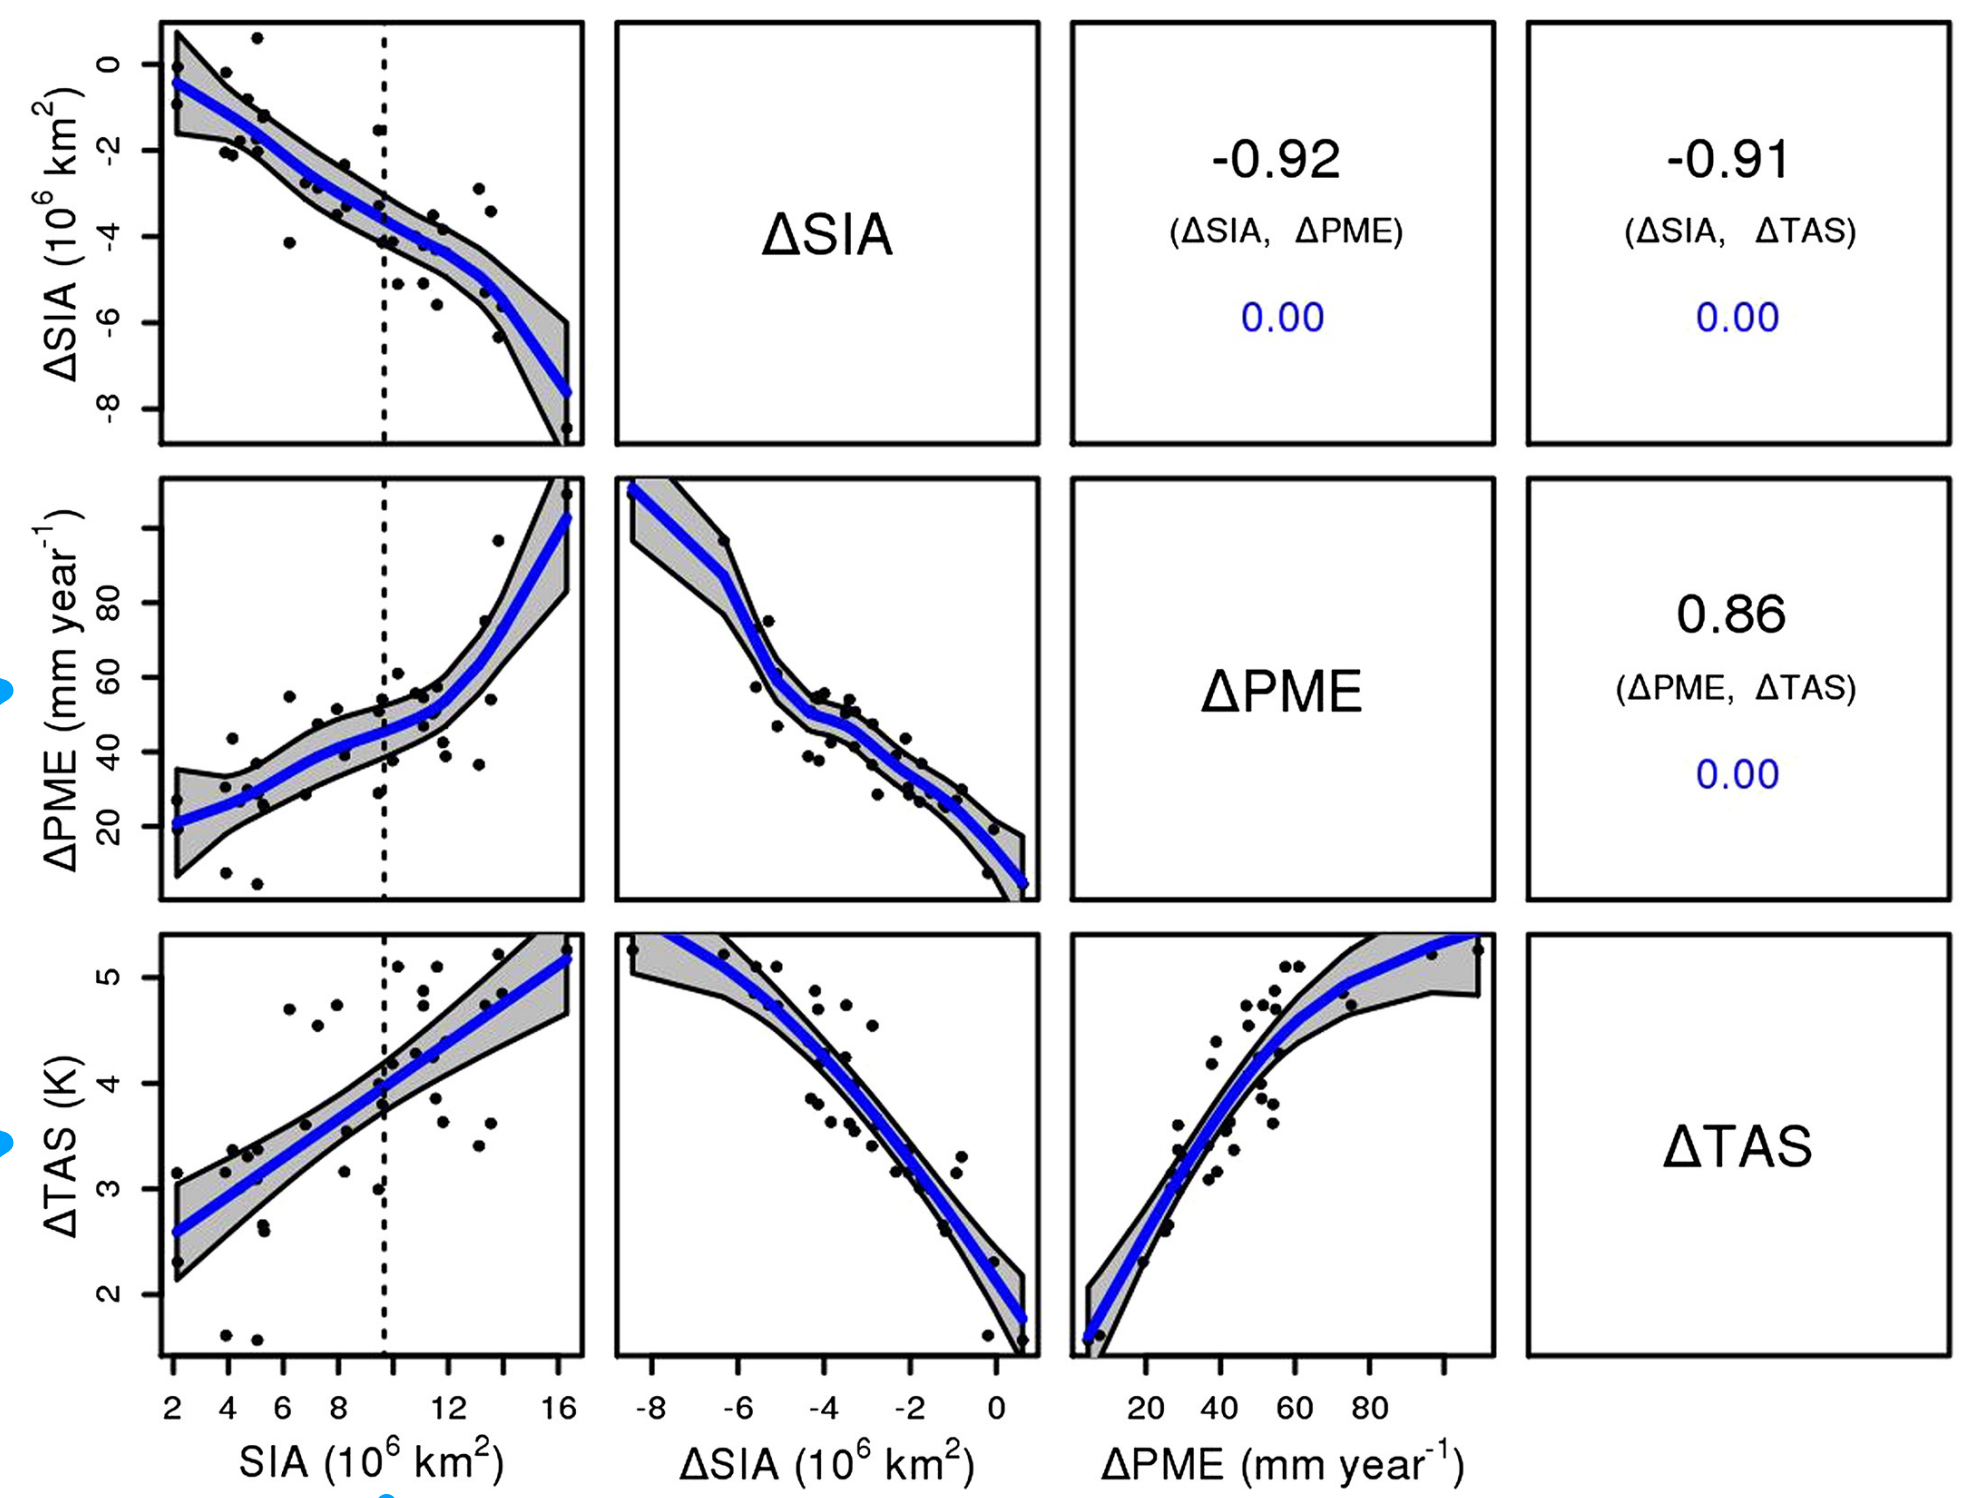 ΔSIA (10⁶ km²)
0
-2
-4
-6
-8
ΔSIA
-0.92
(ΔSIA, ΔPME)
0.00
-0.91
(ΔSIA, ΔTAS)
0.00
ΔPME (mm year⁻¹)
80
60
40
20
ΔPME
0.86
(ΔPME, ΔTAS)
0.00
ΔTAS (K)
5
4
3
2
ΔTAS
2 4 6 8 12 16
SIA (10⁶ km²)
-8 -6 -4 -2 0
ΔSIA (10⁶ km²)
20 40 60 80
ΔPME (mm year⁻¹)